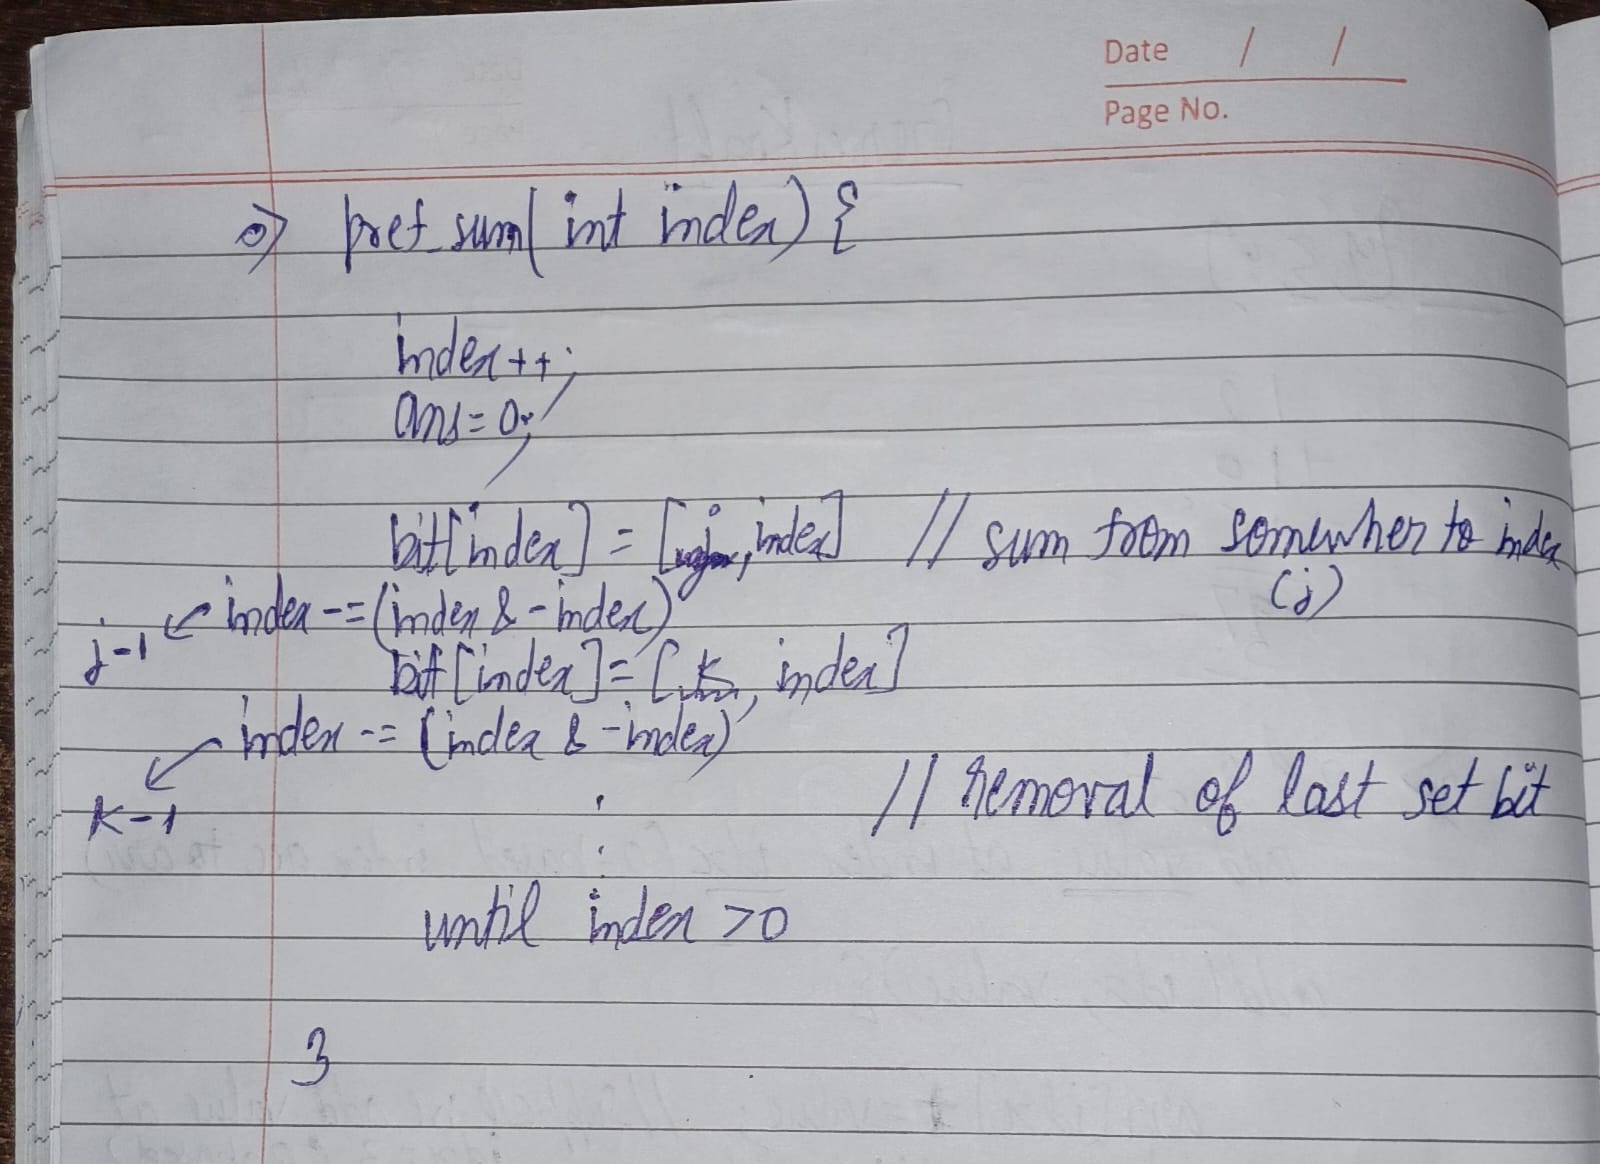 Date / /
Page No.
⇒ pref_sum(int index) {
index++;
ans=0;
bit[index] = [j, index] // sum from somewher to index
(j)
index -= (index & -index)
j-1
bit[index] = [k, index]
index -= (index & -index)
k-1
// removal of last set bit
:
until index >0
}